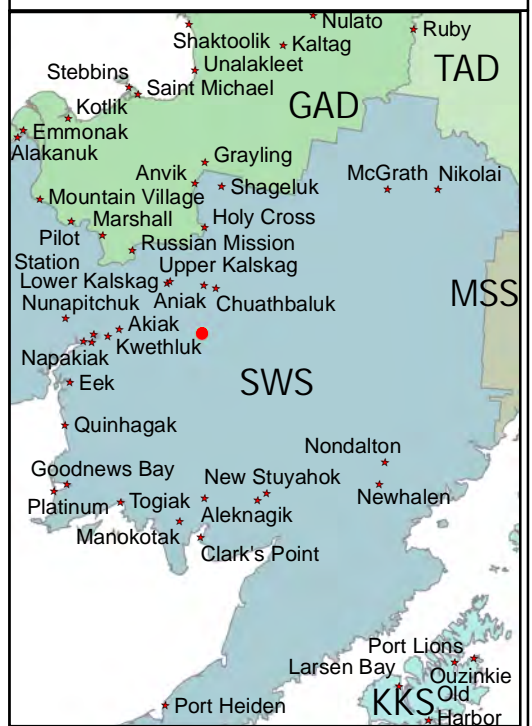 Nulato
Ruby
Shaktoolik
Kaltag
Stebbins
Unalakleet
TAD
Saint Michael
Kotlik
GAD
Emmonak
Alakanuk
Grayling
Anvik
McGrath
Nikolai
Shageluk
Mountain Village
Marshall
Holy Cross
Pilot
Station
Russian Mission
Upper Kalskag
Lower Kalskag
MSS
Nunapitchuk
Aniak
Chuathbaluk
Akiak
Kwethluk
Napakiak
SWS
Eek
Quinhagak
Nondalton
Goodnews Bay
New Stuyahok
Newhalen
Platinum
Togiak
Aleknagik
Manokotak
Clark's Point
Port Lions
Larsen Bay
Ouzinkie
KKS
Old
Harbor
Port Heiden